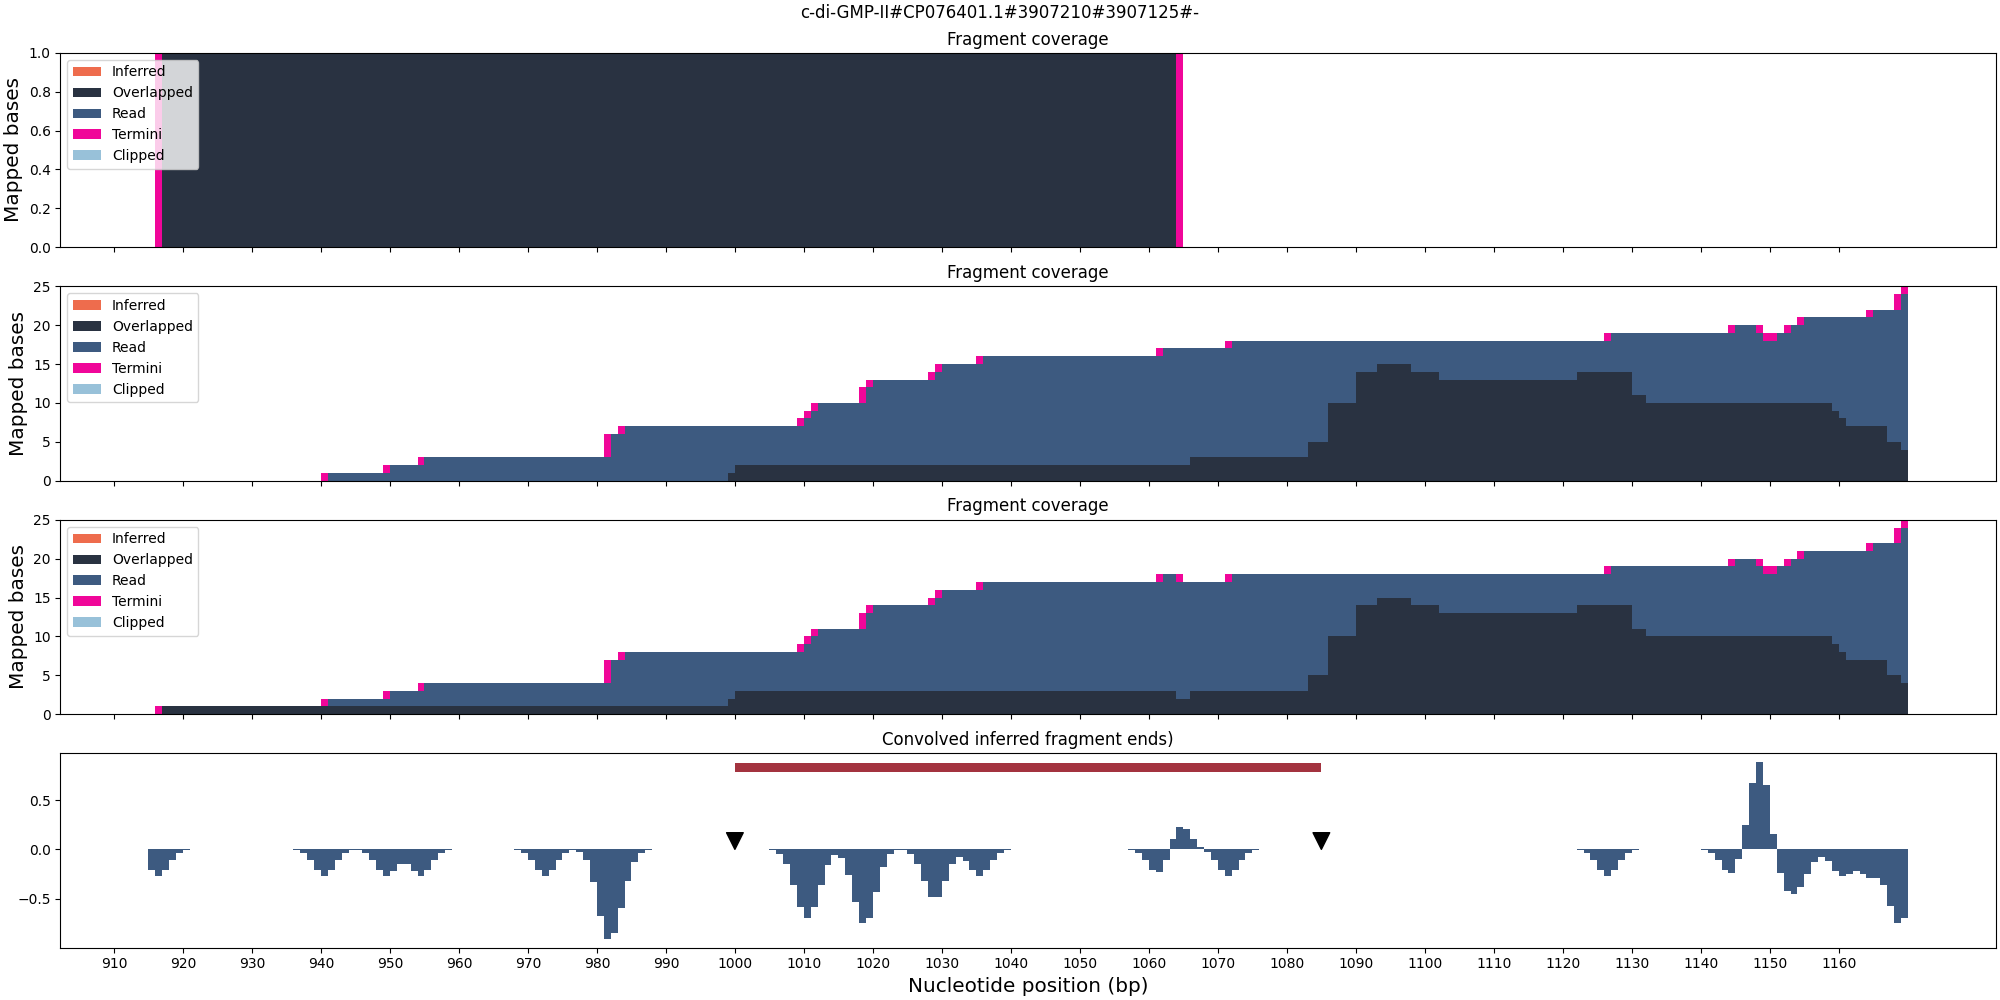 c-di-GMP-II#CP076401.1#3907210#3907125#-
Fragment coverage
Mapped bases
1.0
0.8
0.6
0.4
0.2
0.0
Inferred
Overlapped
Read
Termini
Clipped
Fragment coverage
Mapped bases
25
20
15
10
5
0
Inferred
Overlapped
Read
Termini
Clipped
Fragment coverage
Mapped bases
25
20
15
10
5
0
Inferred
Overlapped
Read
Termini
Clipped
Convolved inferred fragment ends)
0.5
0.0
−0.5
910 920 930 940 950 960 970 980 990 1000 1010 1020 1030 1040 1050 1060 1070 1080 1090 1100 1110 1120 1130 1140 1150 1160
Nucleotide position (bp)